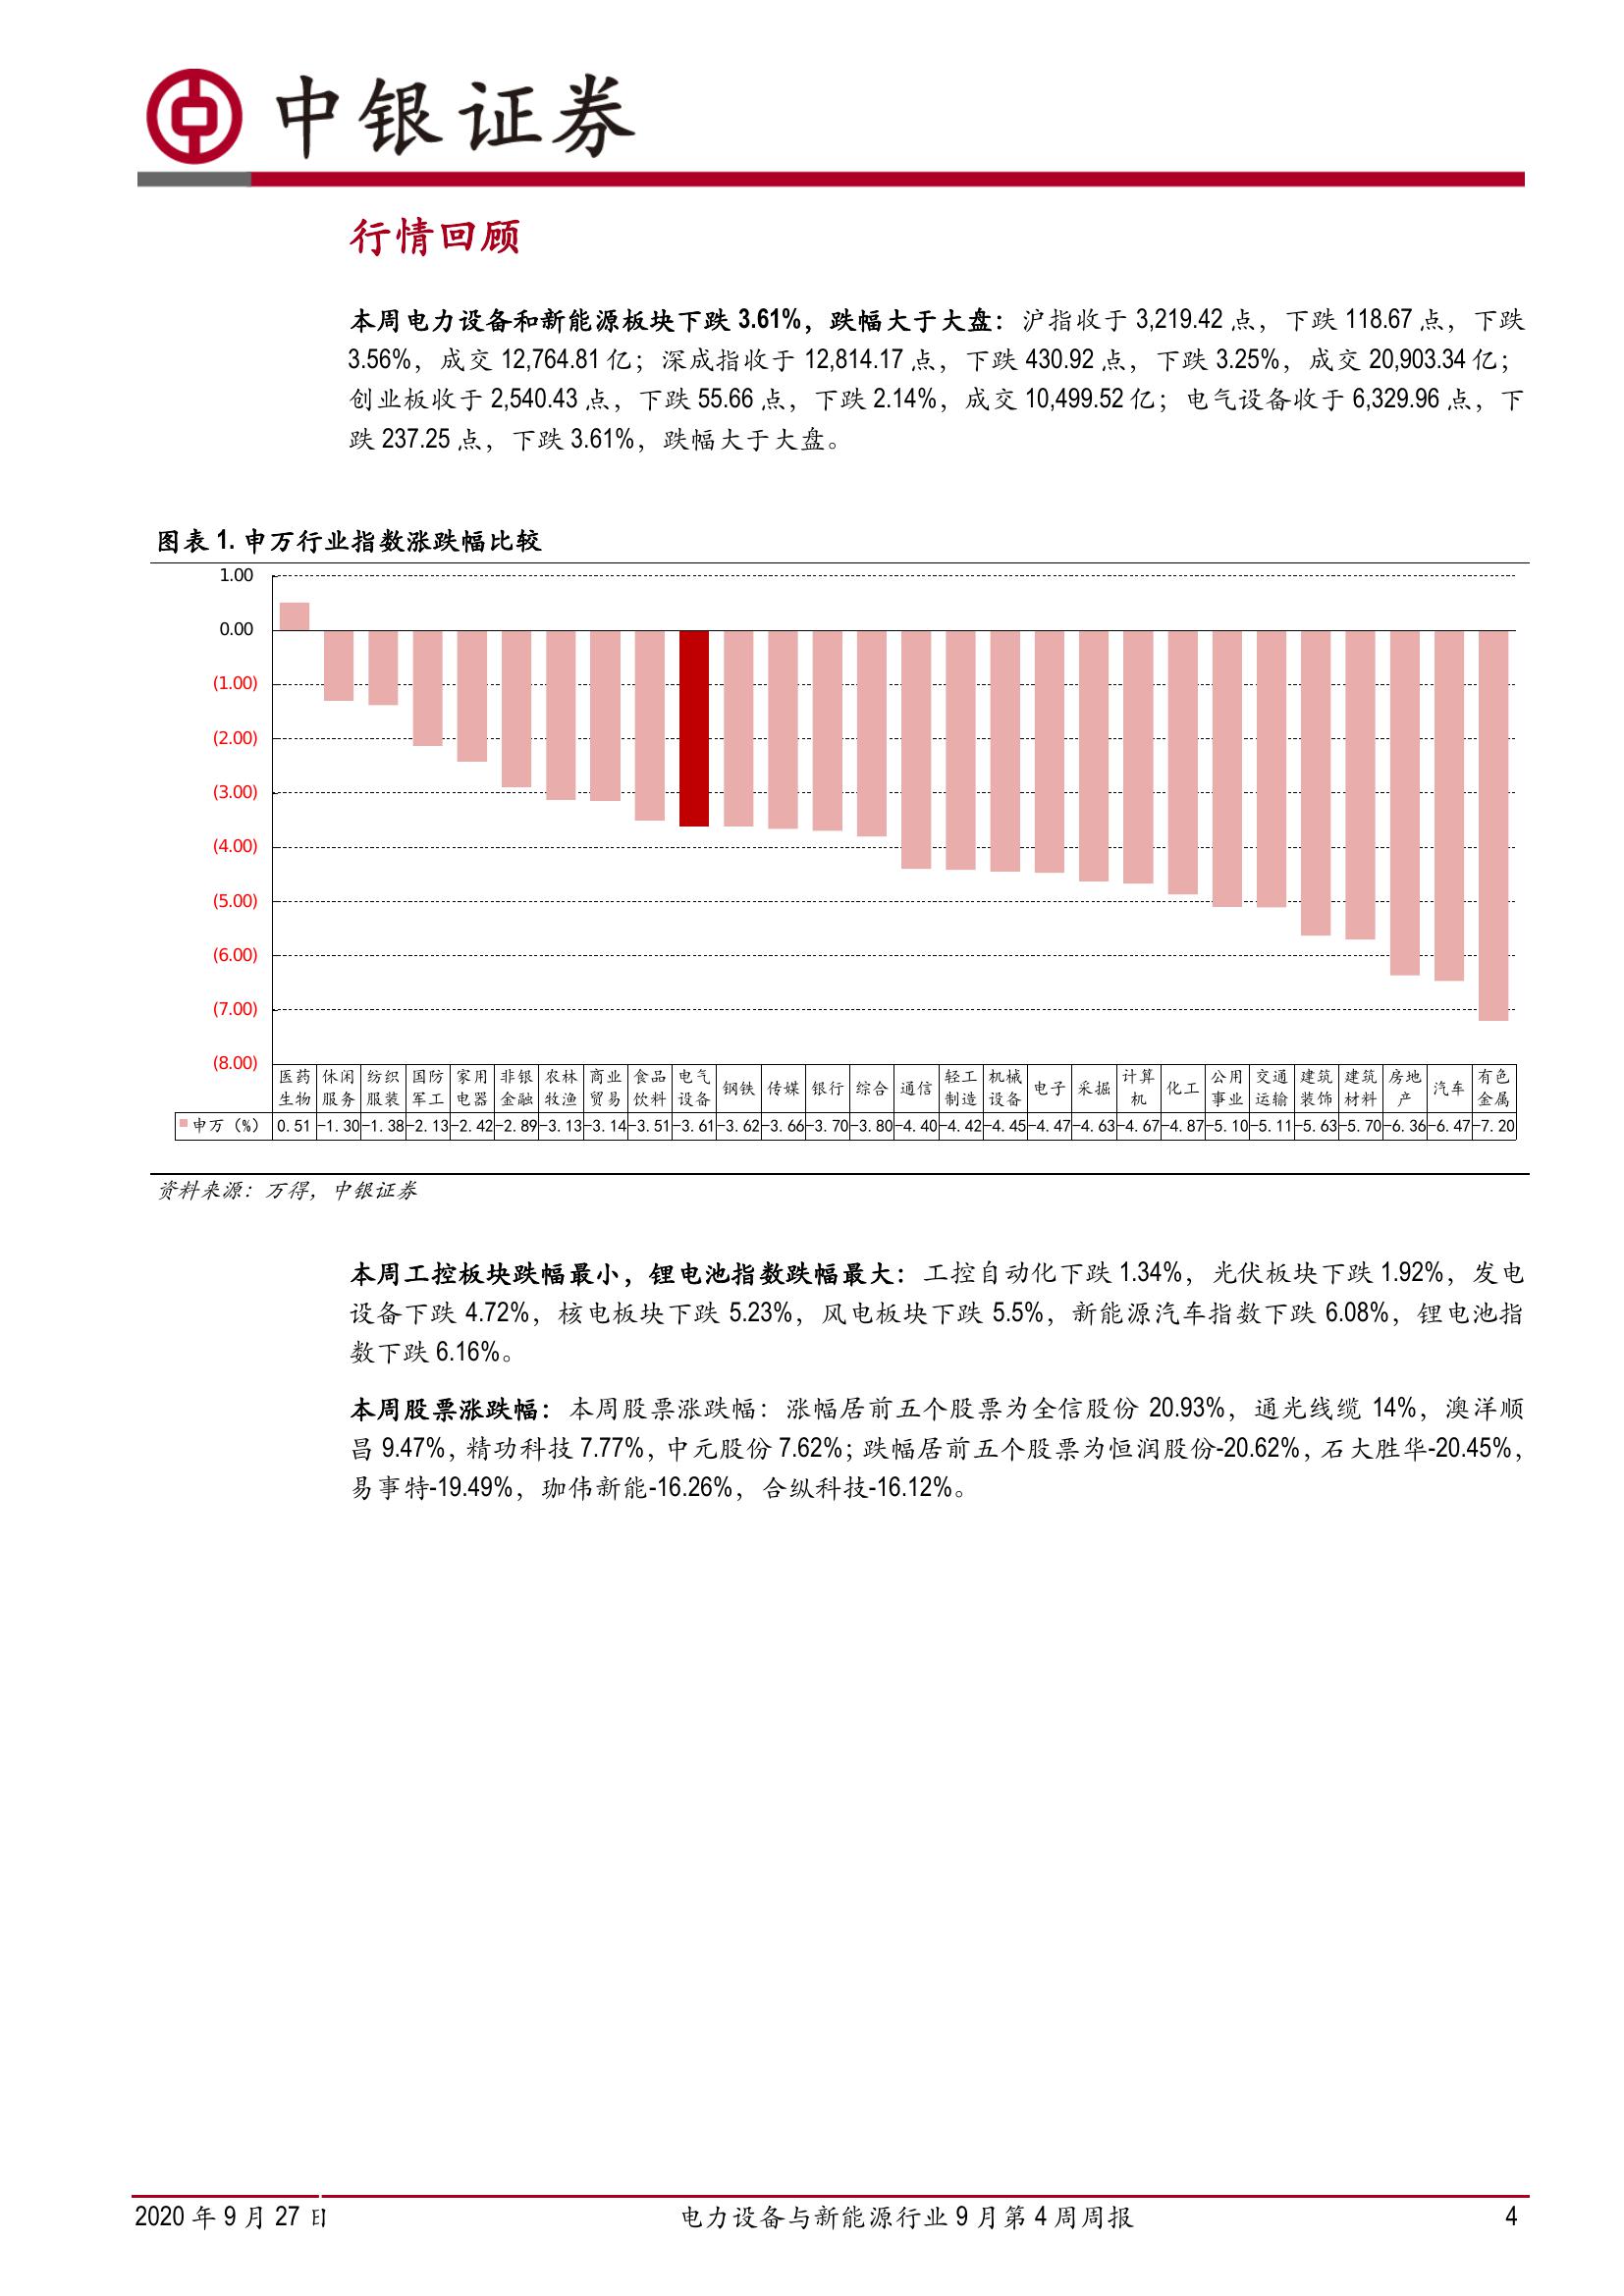 中银证券
行情回顾
本周电力设备和新能源板块下跌 3.61%，跌幅大于大盘：沪指收于 3,219.42 点，下跌 118.67 点，下跌
3.56%，成交 12,764.81 亿；深成指收于 12,814.17 点，下跌 430.92 点，下跌 3.25%，成交 20,903.34 亿；
创业板收于 2,540.43 点，下跌 55.66 点，下跌 2.14%，成交 10,499.52 亿；电气设备收于 6,329.96 点，下
跌 237.25 点，下跌 3.61%，跌幅大于大盘。
图表 1. 申万行业指数涨跌幅比较
1.00
0.00
(1.00)
(2.00)
(3.00)
(4.00)
(5.00)
(6.00)
(7.00)
(8.00)
医药 休闲 纺织 国防 家用 非银 农林 商业 食品 电气 钢铁 传媒 银行 综合 通信 轻工 机械 电子 采掘 计算 化工 公用 交通 建筑 建筑 房地 汽车 有色
生物 服务 服装 军工 电器 金融 牧渔 贸易 饮料 设备 制造 设备 机 事业 运输 装饰 材料 产 金属
申万（%） 0.51 -1.30 -1.38 -2.13 -2.42 -2.89 -3.13 -3.14 -3.51 -3.61 -3.62 -3.66 -3.70 -3.80 -4.40 -4.42 -4.45 -4.47 -4.63 -4.67 -4.87 -5.10 -5.11 -5.63 -5.70 -6.36 -6.47 -7.20
资料来源：万得，中银证券
本周工控板块跌幅最小，锂电池指数跌幅最大：工控自动化下跌 1.34%，光伏板块下跌 1.92%，发电
设备下跌 4.72%，核电板块下跌 5.23%，风电板块下跌 5.5%，新能源汽车指数下跌 6.08%，锂电池指
数下跌 6.16%。
本周股票涨跌幅：本周股票涨跌幅：涨幅居前五个股票为全信股份 20.93%，通光线缆 14%，澳洋顺
昌 9.47%，精功科技 7.77%，中元股份 7.62%；跌幅居前五个股票为恒润股份-20.62%，石大胜华-20.45%，
易事特-19.49%，珈伟新能-16.26%，合纵科技-16.12%。
2020 年 9 月 27 日 电力设备与新能源行业 9 月第 4 周周报 4